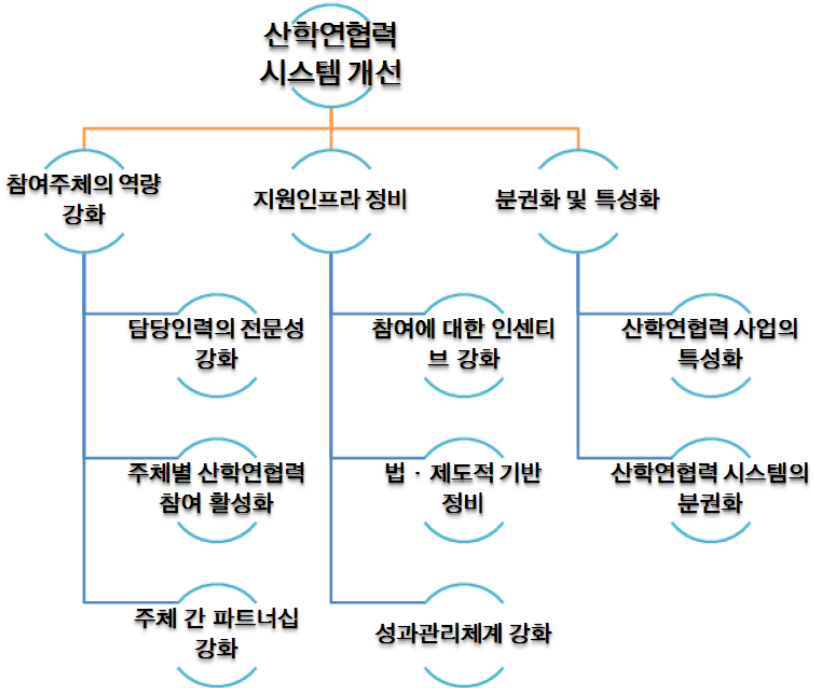 산학연협력
시스템 개선
참여주체의 역량
강화
지원인프라 정비
분권화 및 특성화
담당인력의 전문성
강화
참여에 대한 인센티
브 강화
산학연협력 사업의
특성화
주체별 산학연협력
참여 활성화
법 · 제도적 기반
정비
산학연협력 시스템의
분권화
주체 간 파트너십
강화
성과관리체계 강화